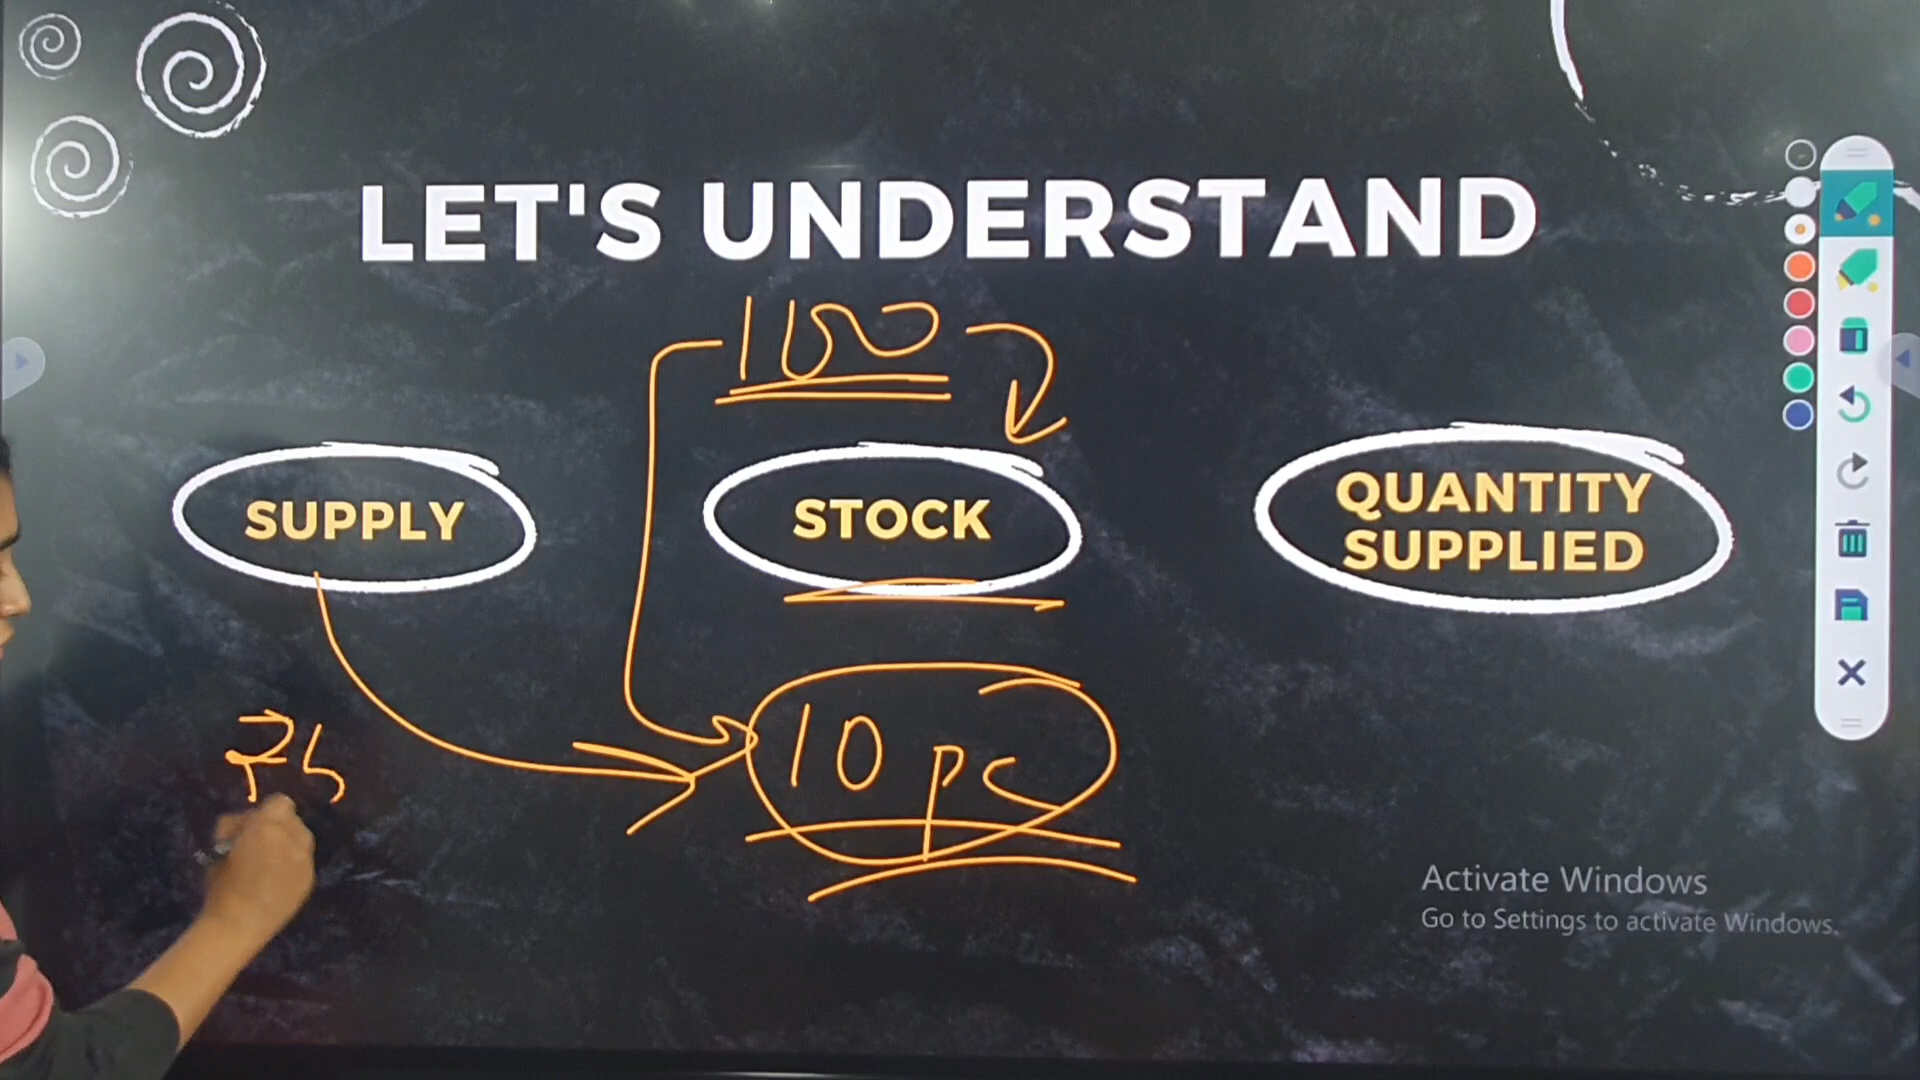 LET'S UNDERSTAND
100
SUPPLY
STOCK
QUANTITY
SUPPLIED
10 pc
Activate Windows
Go to Settings to activate Windows.